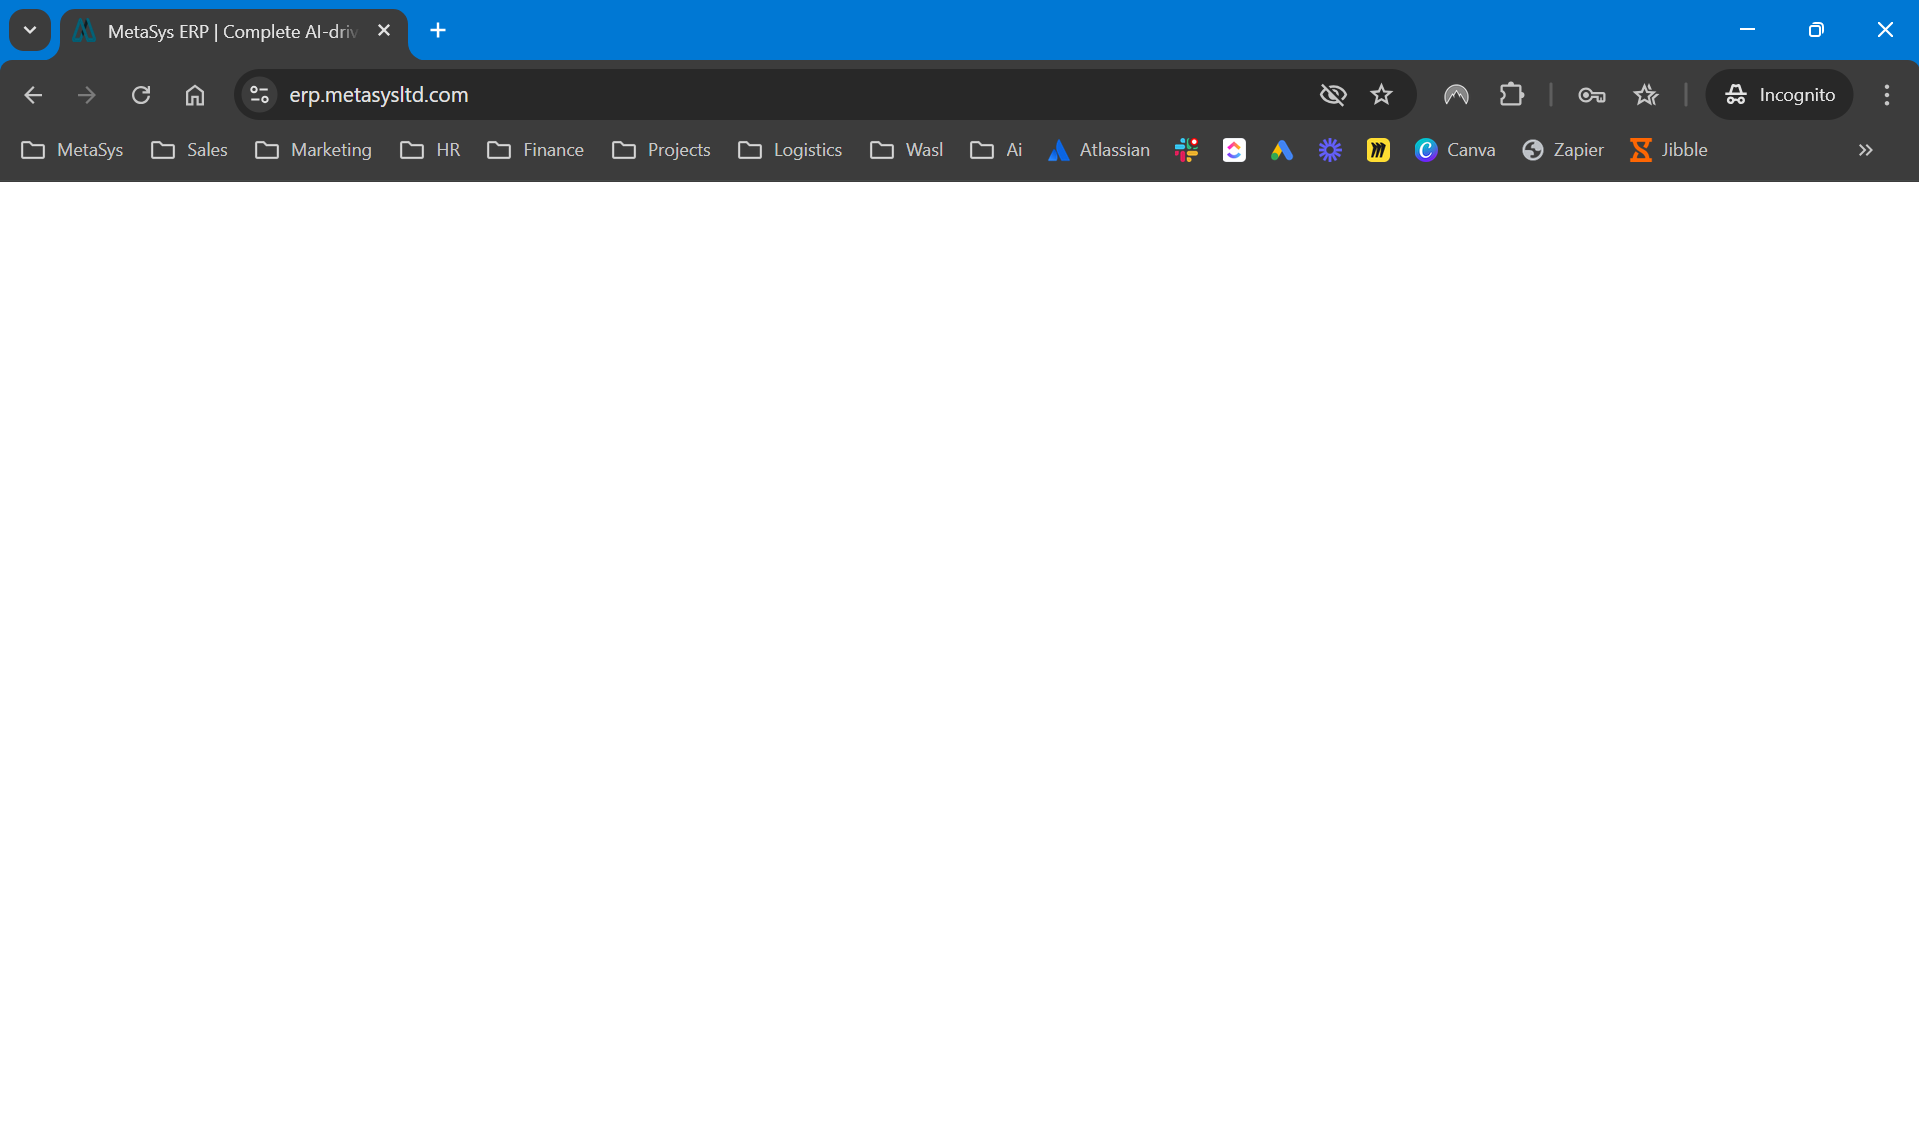 MetaSys ERP | Complete AI-driv
erp.metasysltd.com
Incognito
MetaSys Sales Marketing HR Finance Projects Logistics Wasl Ai Atlassian Canva Zapier Jibble